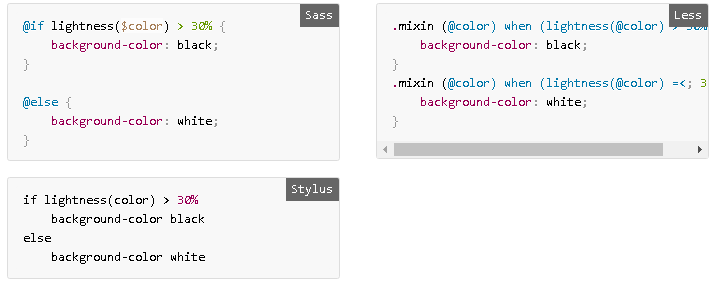 Sass
@if lightness($color) > 30% {
    background-color: black;
}
@else {
    background-color: white;
}
Less
.mixin (@color) when (lightness(@color) > 30%
    background-color: black;
}
.mixin (@color) when (lightness(@color) =<; 3
    background-color: white;
}
Stylus
if lightness(color) > 30%
    background-color black
else
    background-color white